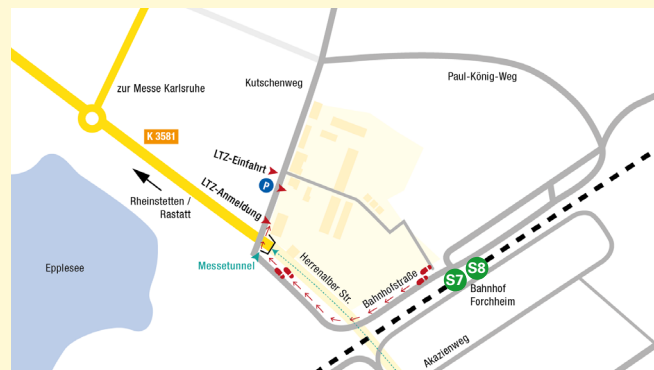 zur Messe Karlsruhe
Kutschenweg
Paul-König-Weg
K 3581
LTZ-Einfahrt
P
LTZ-Anmeldung
Rheinstetten /
Rastatt
Epplesee
Messetunnel
Herrenalber Str.
Bahnhofstraße
S7
S8
Bahnhof
Forchheim
Akazienweg